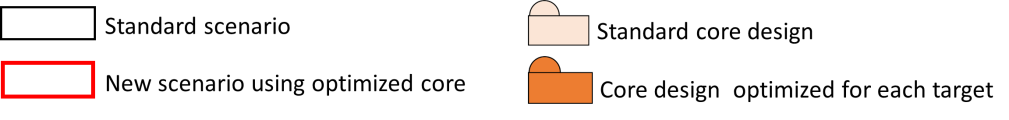 Standard scenario
Standard core design
New scenario using optimized core
Core design  optimized for each target